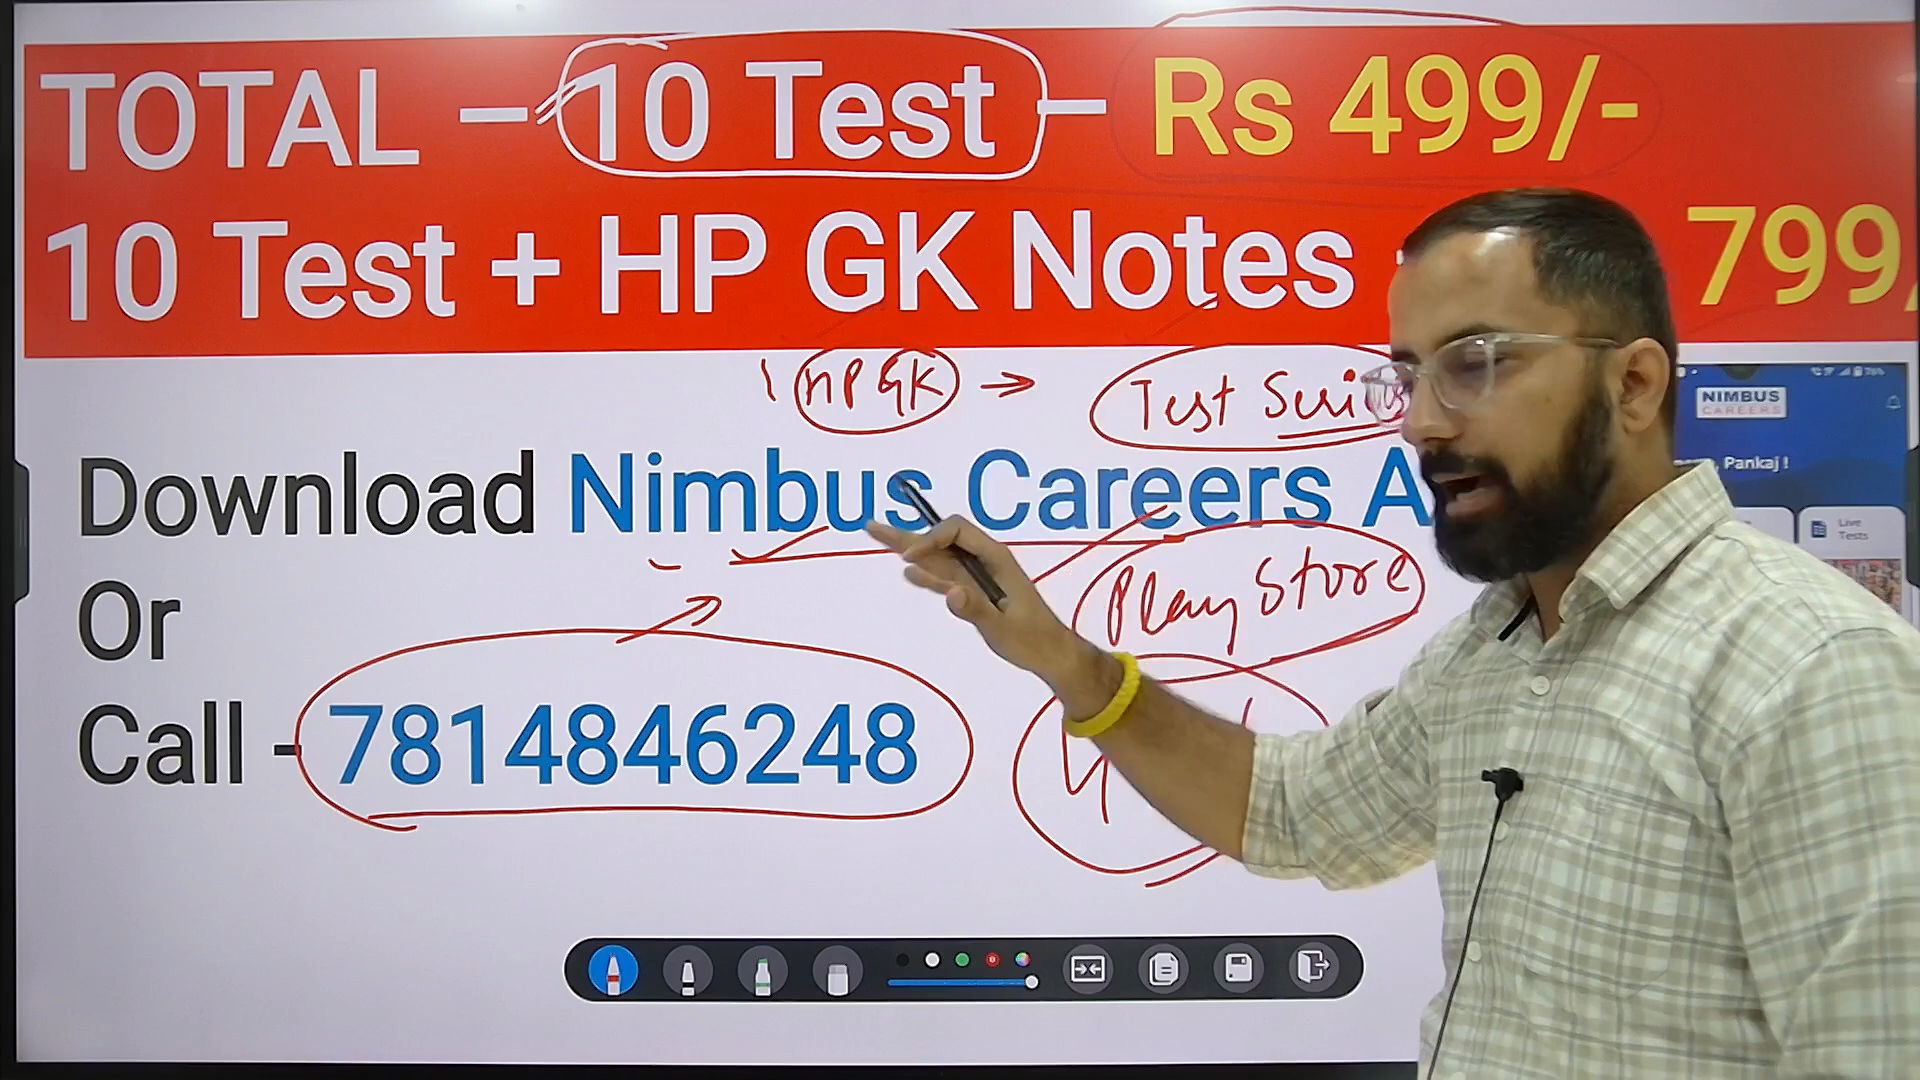 TOTAL – 10 Test – Rs 499/-
10 Test + HP GK Notes 799/
HP GK → Test Series
NIMBUS
CAREERS
Pankaj !
Download Nimbus Careers A
Live
Tests
Play Store
Or
Call - 7814846248